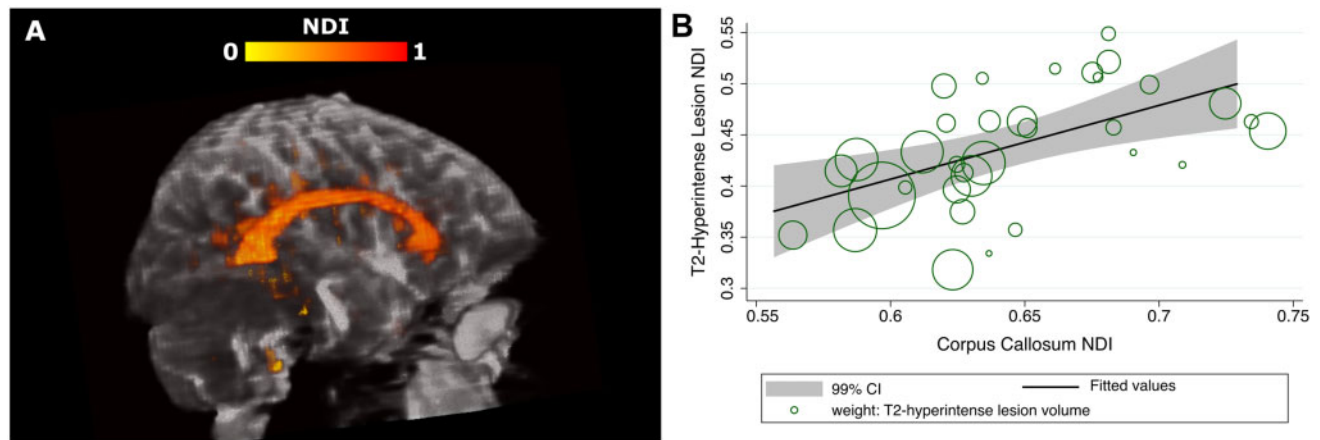 A
NDI
0 1
B
T2-Hyperintense Lesion NDI
0.55
0.5
0.45
0.4
0.35
0.3
0.55 0.6 0.65 0.7 0.75
Corpus Callosum NDI
99% CI Fitted values
weight: T2-hyperintense lesion volume